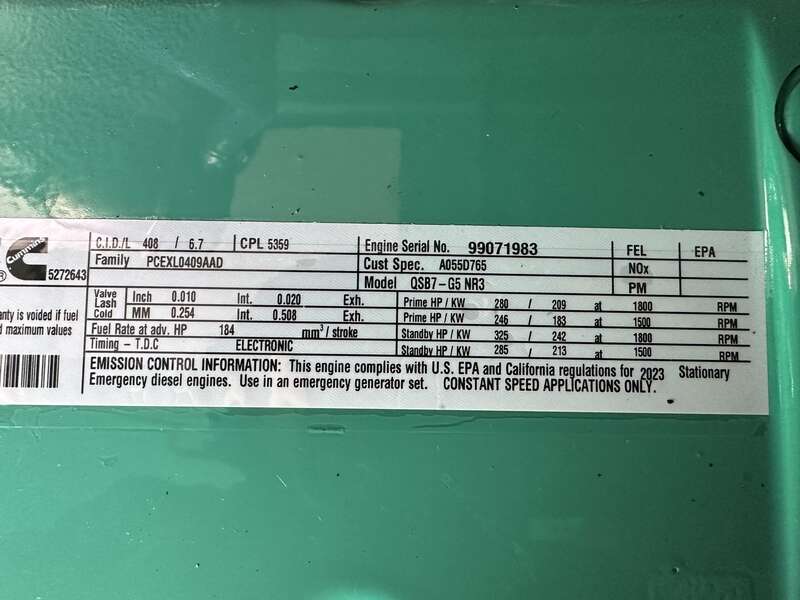 C.I.D./L 408 / 6.7 CPL 5359 Engine Serial No. 99071983 FEL EPA
Cummins
® 5272643 Family PCEXL0409AAD Cust Spec. A055D765 NOx
Model QSB7-G5 NR3 PM
Valve Lash Cold Inch 0.010 Int. 0.020 Exh. Prime HP / KW 280 / 209 at 1800 RPM
MM 0.254 Int. 0.508 Exh. Prime HP / KW 246 / 183 at 1500 RPM
Fuel Rate at adv. HP 184 mm³ / stroke Standby HP / KW 325 / 242 at 1800 RPM
Timing - T.D.C ELECTRONIC Standby HP / KW 285 / 213 at 1500 RPM
nty is voided if fuel
d maximum values
EMISSION CONTROL INFORMATION: This engine complies with U.S. EPA and California regulations for 2023 Stationary
Emergency diesel engines. Use in an emergency generator set. CONSTANT SPEED APPLICATIONS ONLY.